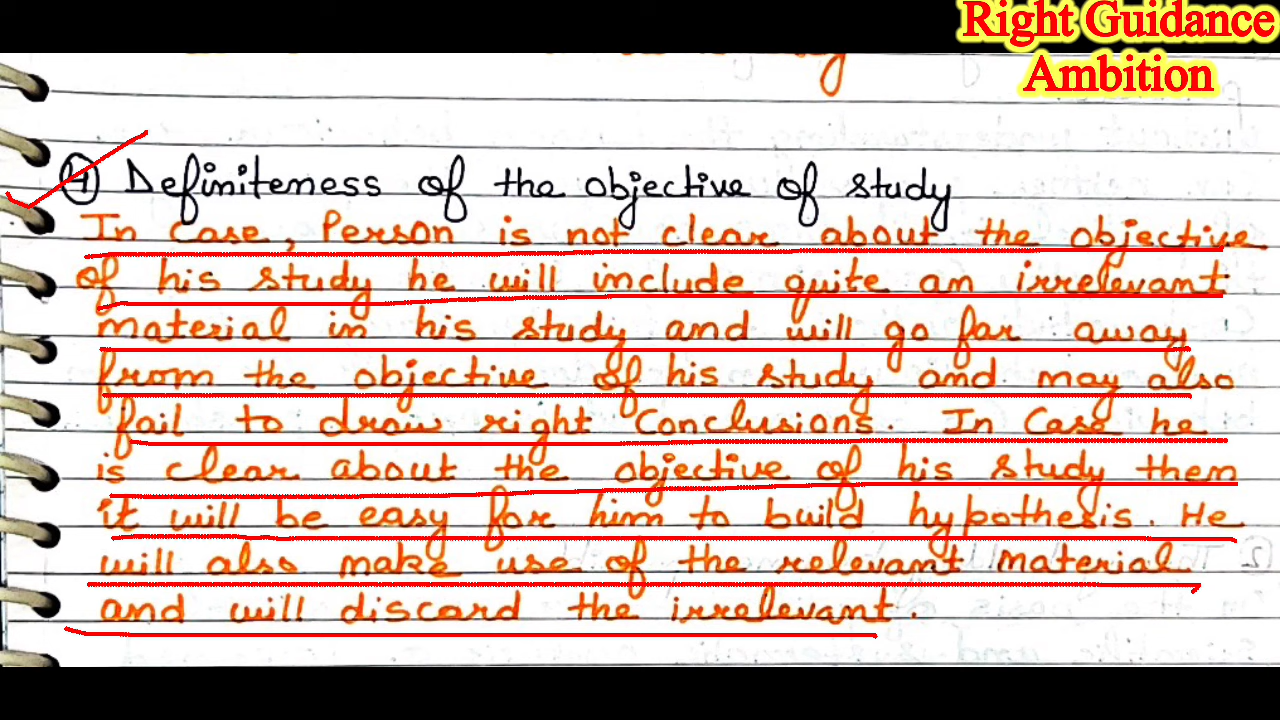 Right Guidance
Ambition
④ Definiteness of the objective of study
In case, Person is not clear about the objective
of his study he will include quite an irrelevant
material in his study and will go far away
from the objective of his study and may also
fail to draw right conclusions. In case he
is clear about the objective of his study them
it will be easy for him to build hypothesis. He
will also make use of the relevant material
and will discard the irrelevant.